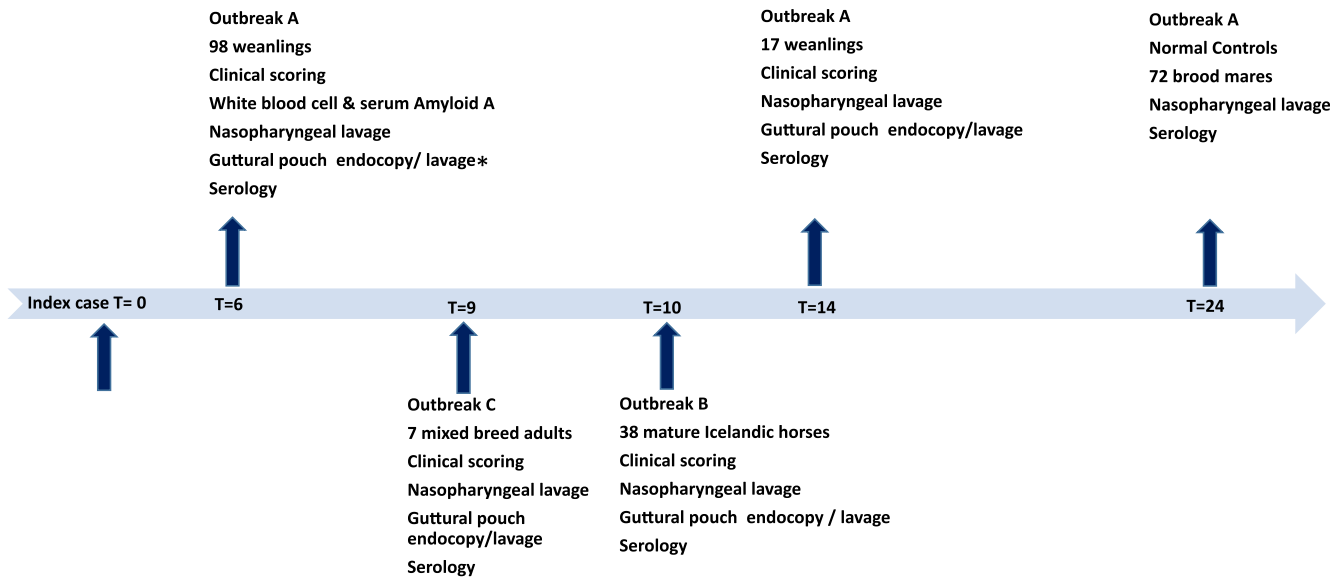 Outbreak A
98 weanlings
Clinical scoring
White blood cell & serum Amyloid A
Nasopharyngeal lavage
Guttural pouch endocopy/ lavage*
Serology
Outbreak A
17 weanlings
Clinical scoring
Nasopharyngeal lavage
Guttural pouch endocopy/lavage
Serology
Outbreak A
Normal Controls
72 brood mares
Nasopharyngeal lavage
Serology
Index case T= 0
T=6
T=9
T=10
T=14
T=24
Outbreak C
7 mixed breed adults
Clinical scoring
Nasopharyngeal lavage
Guttural pouch
endocopy/lavage
Serology
Outbreak B
38 mature Icelandic horses
Clinical scoring
Nasopharyngeal lavage
Guttural pouch endocopy / lavage
Serology